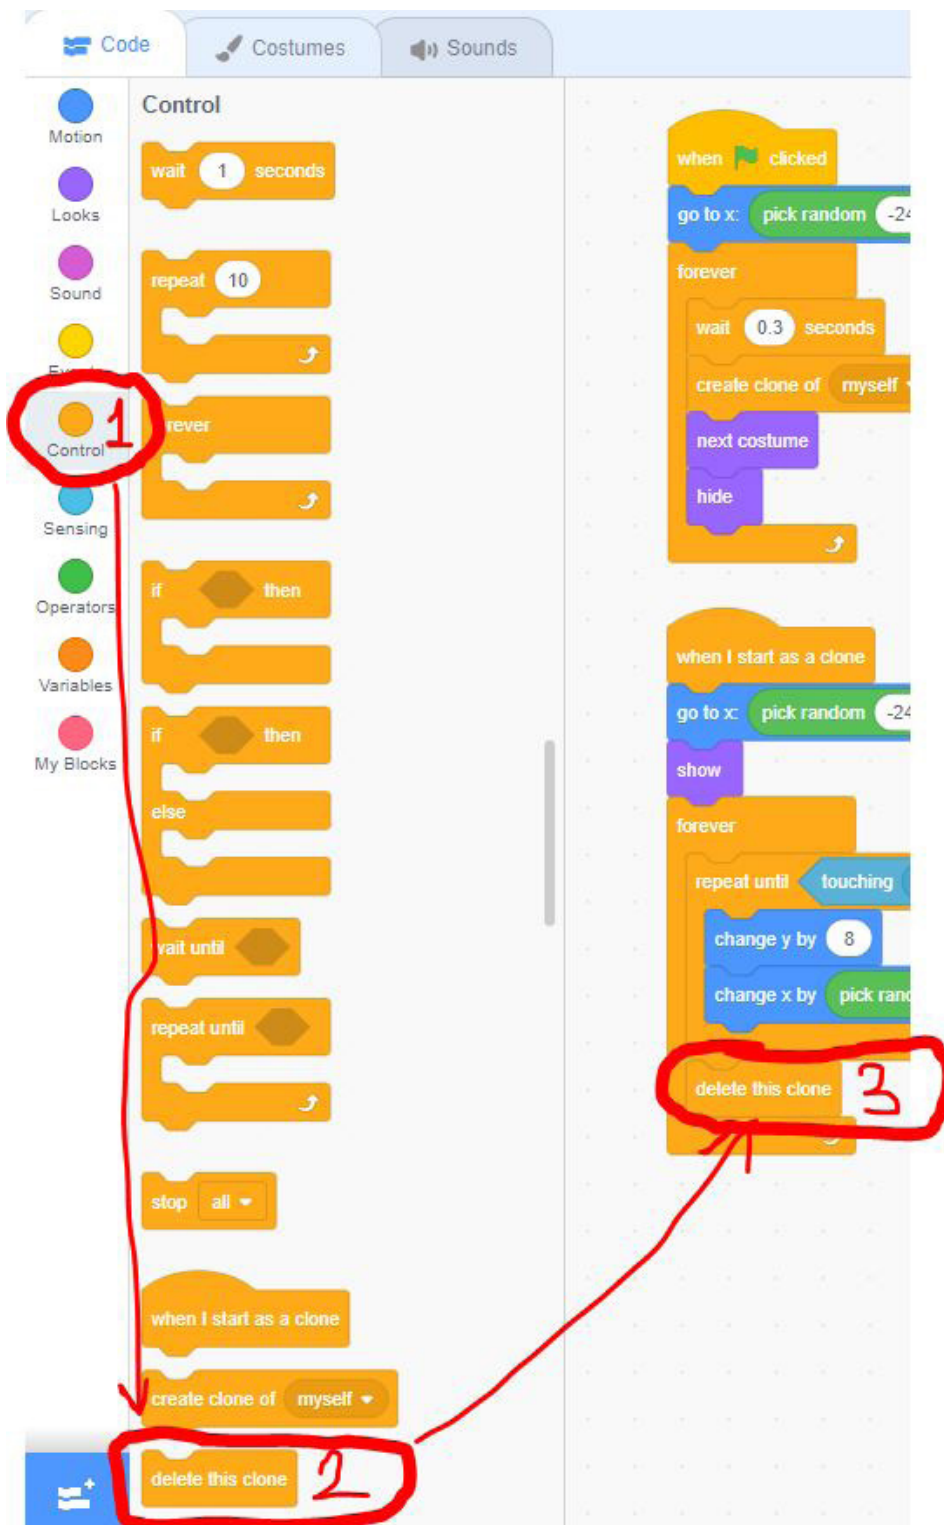 Code
Costumes
Sounds
Motion
Looks
Sound
Control
Sensing
Operators
Variables
My Blocks
Control
wait 1 seconds
repeat 10
1
if then
if then
else
wait until
repeat until
stop all
when I start as a clone
create clone of myself
delete this clone
2
when clicked
go to x: pick random -24
forever
wait 0.3 seconds
create clone of myself
next costume
hide
when I start as a clone
go to x: pick random -24
show
forever
repeat until touching
change y by 8
change x by pick
delete this clone
3